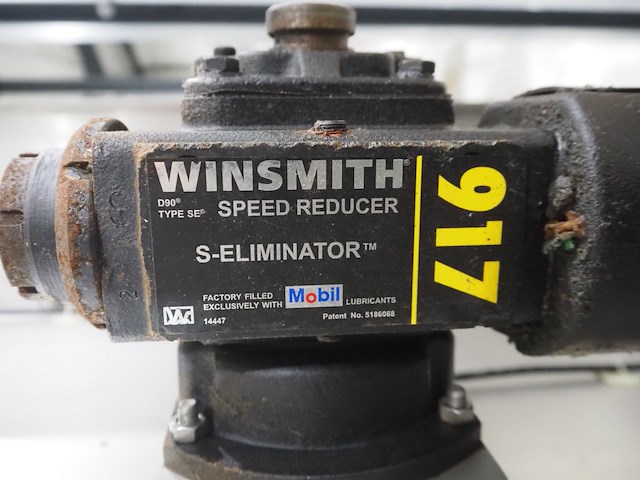 WINSMITH®
D90®
TYPE SE® SPEED REDUCER
S-ELIMINATOR™
FACTORY FILLED
EXCLUSIVELY WITH Mobil LUBRICANTS
14447 Patent No. 5186068
917